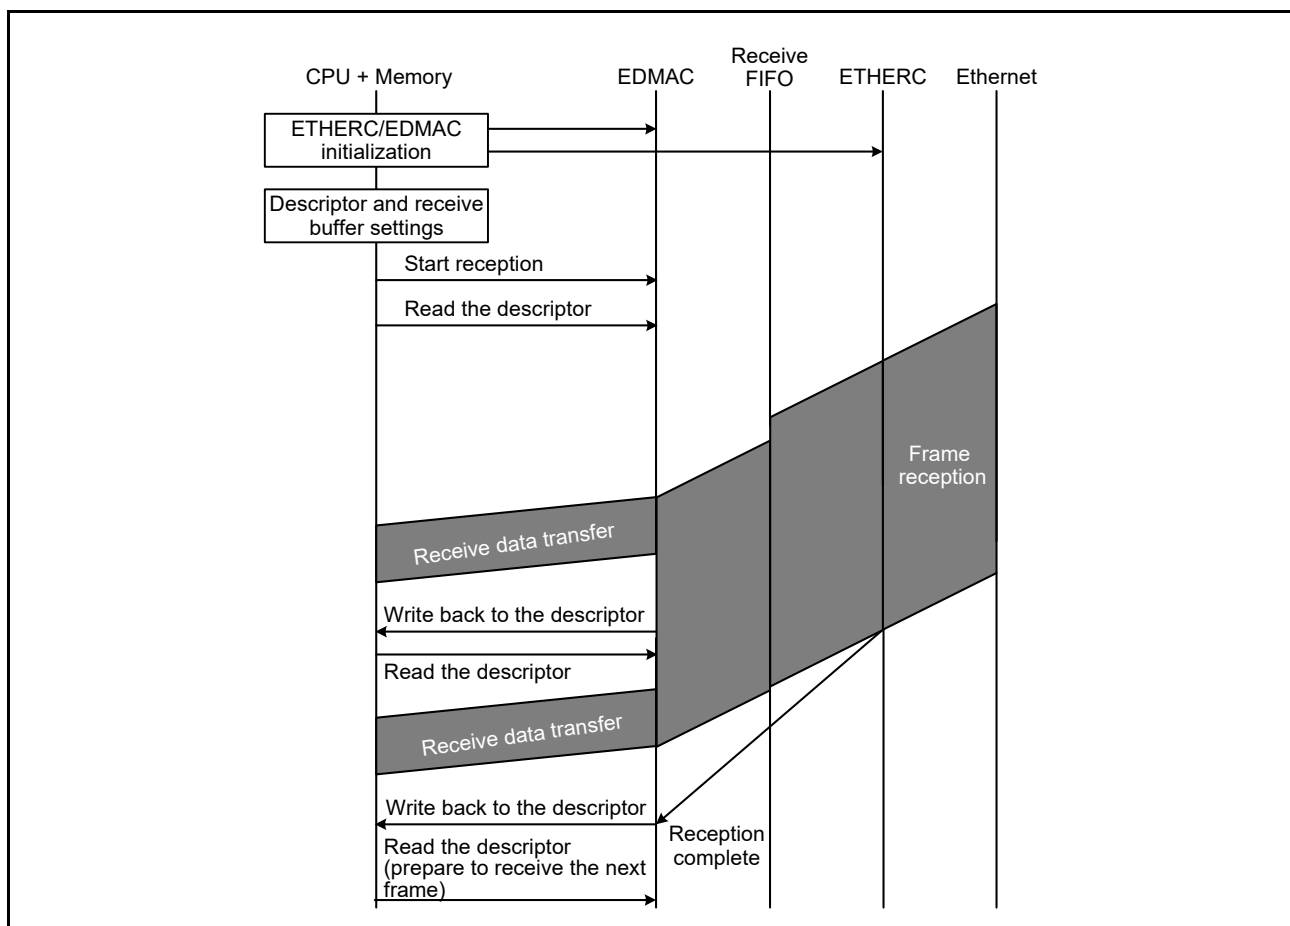 Receive
CPU + Memory EDMAC FIFO ETHERC Ethernet
ETHERC/EDMAC
initialization
Descriptor and receive
buffer settings
Start reception
Read the descriptor
Frame
reception
Receive data transfer
Write back to the descriptor
Read the descriptor
Receive data transfer
Write back to the descriptor
Reception
complete
Read the descriptor
(prepare to receive the next
frame)